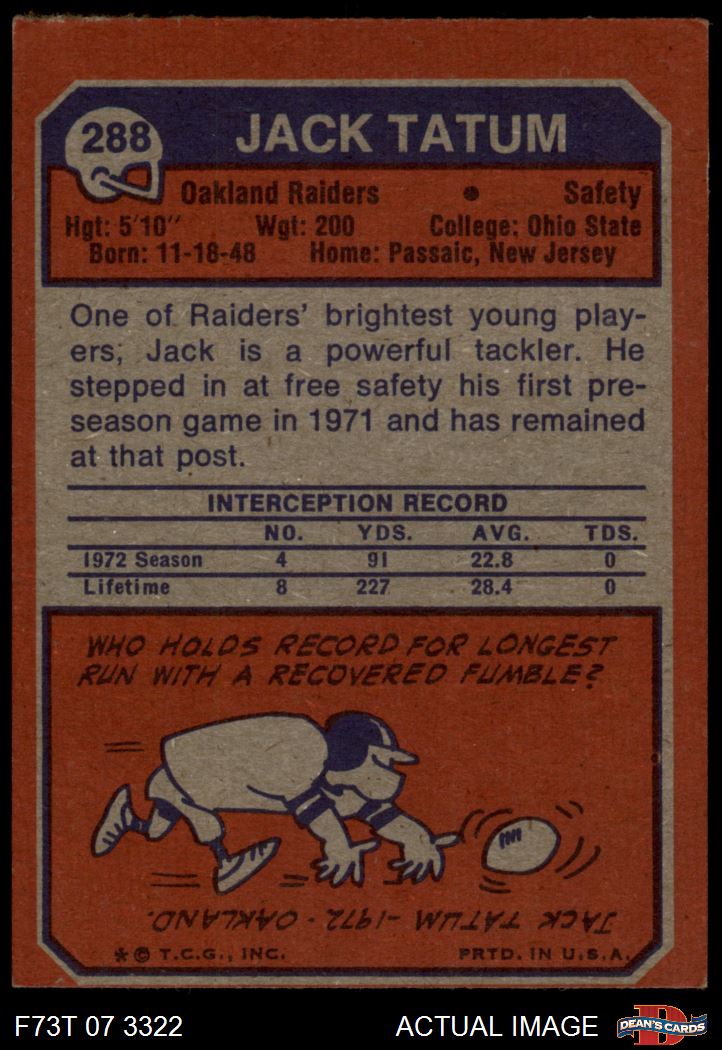 288
JACK TATUM
Oakland Raiders • Safety
Hgt: 5'10" Wgt: 200 College: Ohio State
Born: 11-18-48 Home: Passaic, New Jersey
One of Raiders' brightest young play-
ers, Jack is a powerful tackler. He
stepped in at free safety his first pre-
season game in 1971 and has remained
at that post.
INTERCEPTION RECORD
NO. YDS. AVG. TDS.
1972 Season 4 91 22.8 0
Lifetime 8 227 28.4 0
WHO HOLDS RECORD FOR LONGEST
RUN WITH A RECOVERED FUMBLE?
JACK TATUM - 1972 - OAKLAND.
* © T.C.G., INC. PRTD. IN U.S.A.
F73T 07 3322 ACTUAL IMAGE
D
DEAN'S CARDS